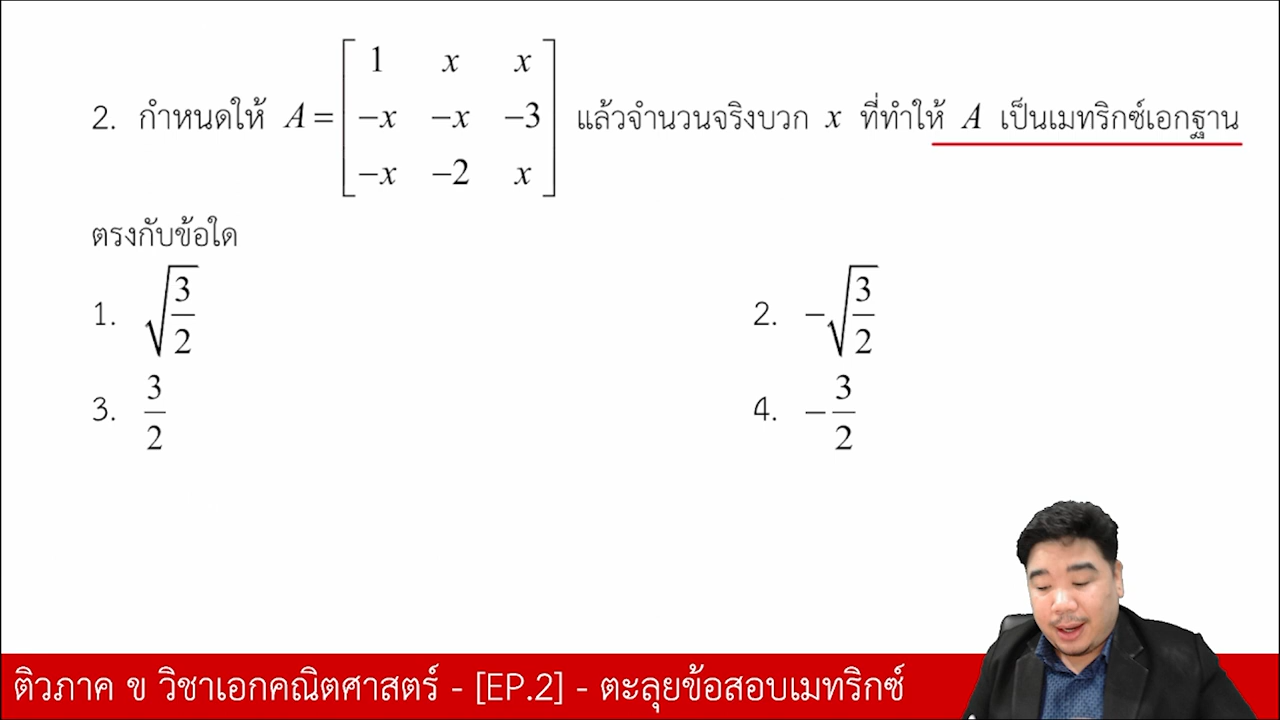 2. กำหนดให้ A = [ 1 x x ; −x −x −3 ; −x −2 x ] แล้วจำนวนจริงบวก x ที่ทำให้ A เป็นเมทริกซ์เอกฐาน
ตรงกับข้อใด
1. √(3/2) 2. −√(3/2)
3. 3/2 4. −3/2
ติวภาค ข วิชาเอกคณิตศาสตร์ - [EP.2] - ตะลุยข้อสอบเมทริกซ์